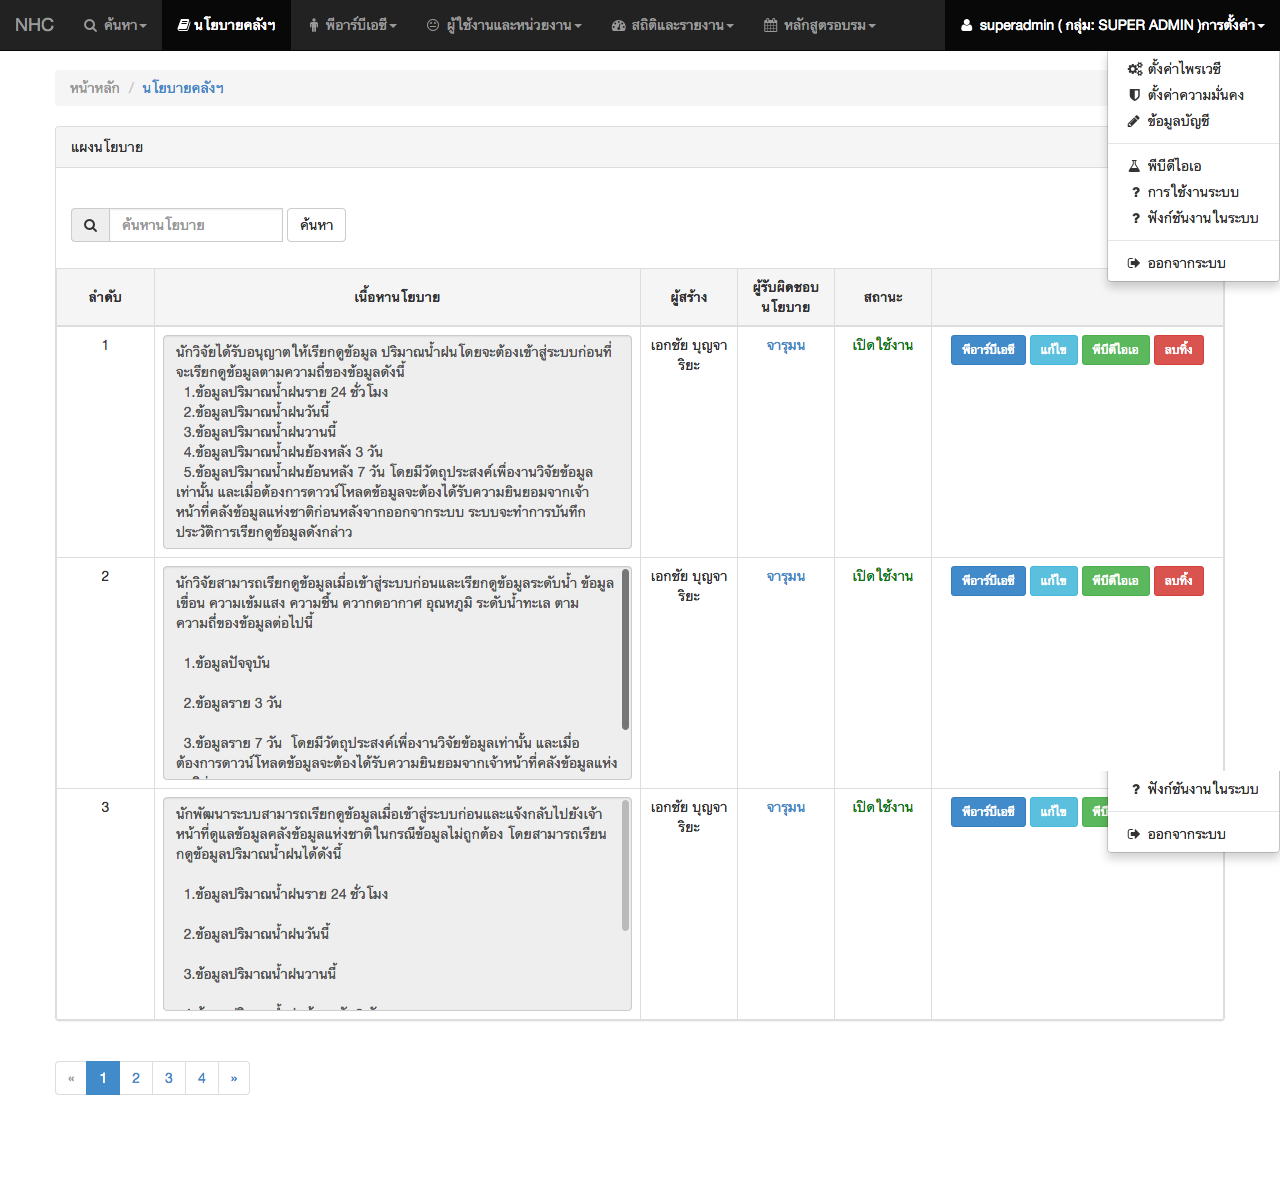 NHC ค้นหา นโยบายคลังฯ พีอาร์บีเอซี ผู้ใช้งานและหน่วยงาน สถิติและรายงาน หลักสูตรอบรม superadmin ( กลุ่ม: SUPER ADMIN )การตั้งค่า
ตั้งค่าไพรเวซี
หน้าหลัก / นโยบายคลังฯ
ตั้งค่าความมั่นคง
ข้อมูลบัญชี
แผงนโยบาย
พีบีดีไอเอ
? การใช้งานระบบ
? ฟังก์ชันงานในระบบ
ค้นหานโยบาย ค้นหา
ออกจากระบบ
ลำดับ เนื้อหานโยบาย ผู้สร้าง ผู้รับผิดชอบ สถานะ
นโยบาย
1 นักวิจัยได้รับอนุญาตให้เรียกดูข้อมูล ปริมาณน้ำฝนโดยจะต้องเข้าสู่ระบบก่อนที่ เอกชัย บุญจา จารุมน เปิดใช้งาน พีอาร์บีเอซี แก้ไข พีบีดีไอเอ ลบทิ้ง
จะเรียกดูข้อมูลตามความถี่ของข้อมูลดังนี้ ริยะ
1.ข้อมูลปริมาณน้ำฝนราย 24 ชั่วโมง
2.ข้อมูลปริมาณน้ำฝนวันนี้
3.ข้อมูลปริมาณน้ำฝนวานนี้
4.ข้อมูลปริมาณน้ำฝนย้องหลัง 3 วัน
5.ข้อมูลปริมาณน้ำฝนย้อนหลัง 7 วัน โดยมีวัตถุประสงค์เพื่องานวิจัยข้อมูล
เท่านั้น และเมื่อต้องการดาวน์โหลดข้อมูลจะต้องได้รับความยินยอมจากเจ้า
หน้าที่คลังข้อมูลแห่งชาติก่อนหลังจากออกจากระบบ ระบบจะทำการบันทึก
ประวัติการเรียกดูข้อมูลดังกล่าว
2 นักวิจัยสามารถเรียกดูข้อมูลเมื่อเข้าสู่ระบบก่อนและเรียกดูข้อมูลระดับน้ำ ข้อมูล เอกชัย บุญจา จารุมน เปิดใช้งาน พีอาร์บีเอซี แก้ไข พีบีดีไอเอ ลบทิ้ง
เขื่อน ความเข้มแสง ความชื้น ควากดอากาศ อุณหภูมิ ระดับน้ำทะเล ตาม ริยะ
ความถี่ของข้อมูลต่อไปนี้
1.ข้อมูลปัจจุบัน
2.ข้อมูลราย 3 วัน
3.ข้อมูลราย 7 วัน โดยมีวัตถุประสงค์เพื่องานวิจัยข้อมูลเท่านั้น และเมื่อ
ต้องการดาวน์โหลดข้อมูลจะต้องได้รับความยินยอมจากเจ้าหน้าที่คลังข้อมูลแห่ง
? ฟังก์ชันงานในระบบ
3 นักพัฒนาระบบสามารถเรียกดูข้อมูลเมื่อเข้าสู่ระบบก่อนและแจ้งกลับไปยังเจ้า เอกชัย บุญจา จารุมน เปิดใช้งาน พีอาร์บีเอซี แก้ไข
หน้าที่ดูแลข้อมูลคลังข้อมูลแห่งชาติในกรณีข้อมูลไม่ถูกต้อง โดยสามารถเรียน ริยะ ออกจากระบบ
กดูข้อมูลปริมาณน้ำฝนได้ดังนี้
1.ข้อมูลปริมาณน้ำฝนราย 24 ชั่วโมง
2.ข้อมูลปริมาณน้ำฝนวันนี้
3.ข้อมูลปริมาณน้ำฝนวานนี้
« 1 2 3 4 »